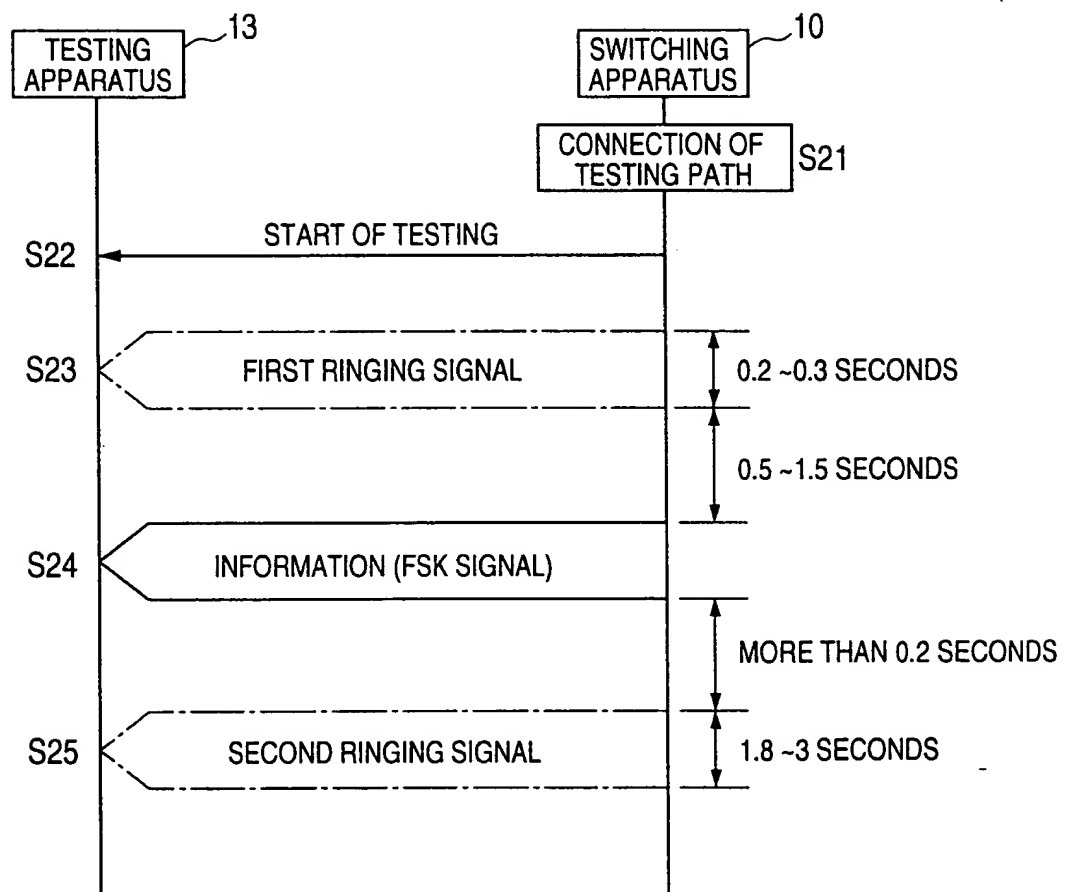 13
TESTING
APPARATUS
10
SWITCHING
APPARATUS
CONNECTION OF
TESTING PATH
S21
START OF TESTING
S22
S23
FIRST RINGING SIGNAL
0.2 ~0.3 SECONDS
0.5 ~1.5 SECONDS
S24
INFORMATION (FSK SIGNAL)
MORE THAN 0.2 SECONDS
S25
SECOND RINGING SIGNAL
1.8 ~3 SECONDS